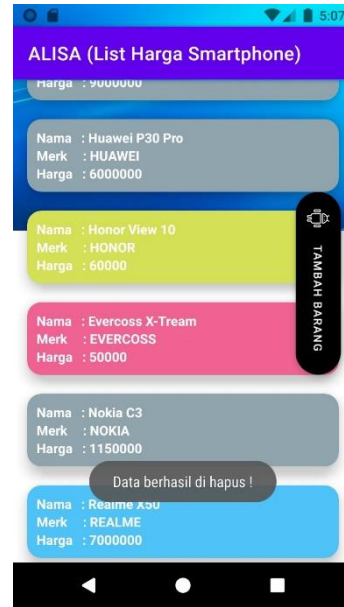 5:07
ALISA (List Harga Smartphone)
Harga : 9000000
Nama : Huawei P30 Pro
Merk : HUAWEI
Harga : 6000000
Nama : Honor View 10
Merk : HONOR
Harga : 60000
TAMBAH BARANG
Nama : Evercoss X-Tream
Merk : EVERCOSS
Harga : 50000
Nama : Nokia C3
Merk : NOKIA
Harga : 1150000
Data berhasil di hapus !
Nama : Realme X50
Merk : REALME
Harga : 7000000